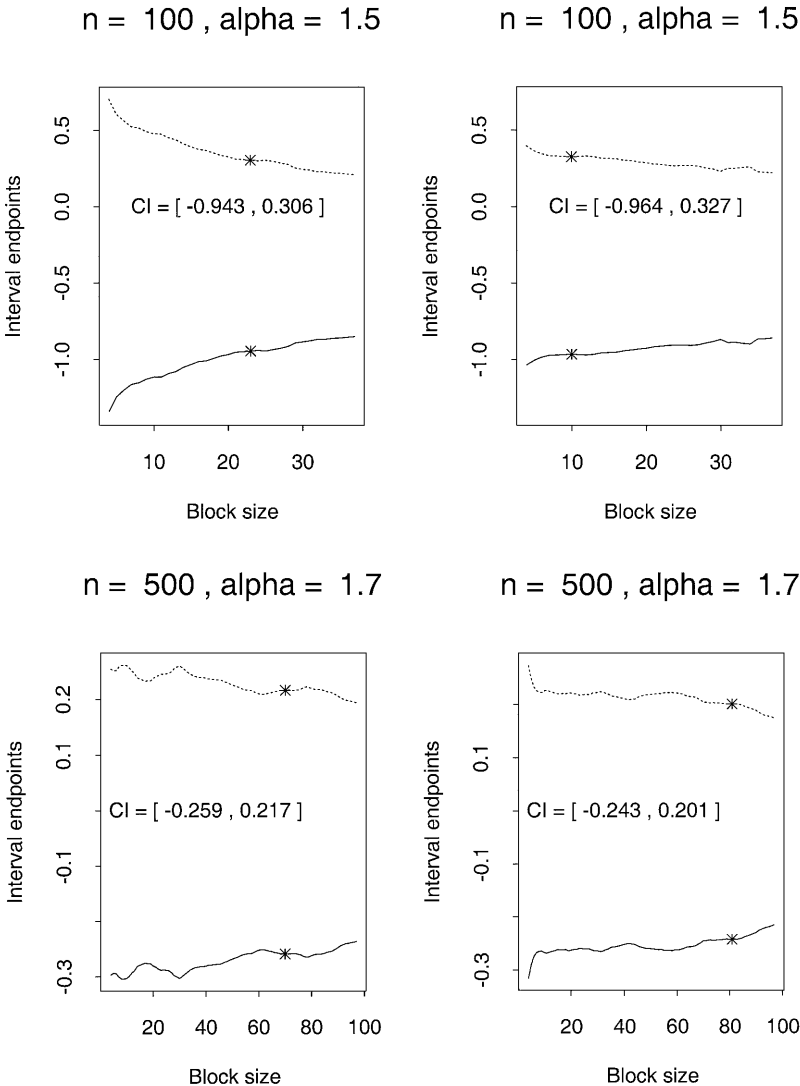 n = 100 , alpha = 1.5
Interval endpoints
0.5
0.0
-0.5
-1.0
CI = [ -0.943 , 0.306 ]
10 20 30
Block size
n = 100 , alpha = 1.5
Interval endpoints
0.5
0.0
-0.5
-1.0
CI = [ -0.964 , 0.327 ]
10 20 30
Block size
n = 500 , alpha = 1.7
Interval endpoints
0.2
0.1
-0.1
-0.3
CI = [ -0.259 , 0.217 ]
20 40 60 80 100
Block size
n = 500 , alpha = 1.7
Interval endpoints
0.1
-0.1
-0.3
CI = [ -0.243 , 0.201 ]
20 40 60 80 100
Block size